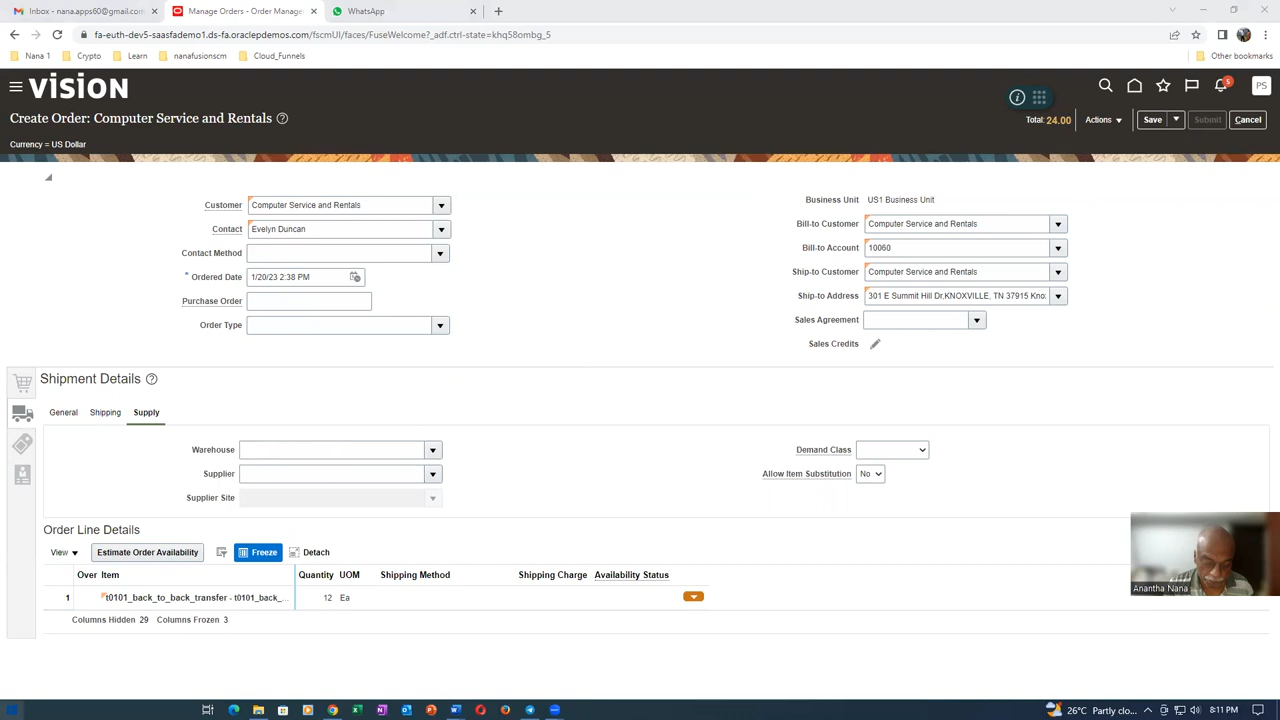 Inbox - nana.apps60@gmail.com
Manage Orders - Order Manage
WhatsApp
fa-euth-dev5-saasfademo1.ds-fa.oraclepdemos.com/fscmUI/faces/FuseWelcome?_adf.ctrl-state=khq58ombg_5
Nana 1
Crypto
Learn
nanafusionscm
Cloud_Funnels
Other bookmarks
VISION
5
PS
Create Order: Computer Service and Rentals
Total: 24.00
Actions
Save
Submit
Cancel
Currency = US Dollar
Customer
Computer Service and Rentals
Contact
Evelyn Duncan
Contact Method
* Ordered Date
1/20/23 2:38 PM
Purchase Order
Order Type
Business Unit
US1 Business Unit
Bill-to Customer
Computer Service and Rentals
Bill-to Account
10060
Ship-to Customer
Computer Service and Rentals
Ship-to Address
301 E Summit Hill Dr,KNOXVILLE, TN 37915 Kno
Sales Agreement
Sales Credits
Shipment Details
General
Shipping
Supply
Warehouse
Supplier
Supplier Site
Demand Class
Allow Item Substitution
No
Order Line Details
View
Estimate Order Availability
Freeze
Detach
Over
Item
Quantity
UOM
Shipping Method
Shipping Charge
Availability Status
1
t0101_back_to_back_transfer - t0101_back_...
12
Ea
Columns Hidden 29
Columns Frozen 3
Anantha Nana
26°C Partly clo...
8:11 PM